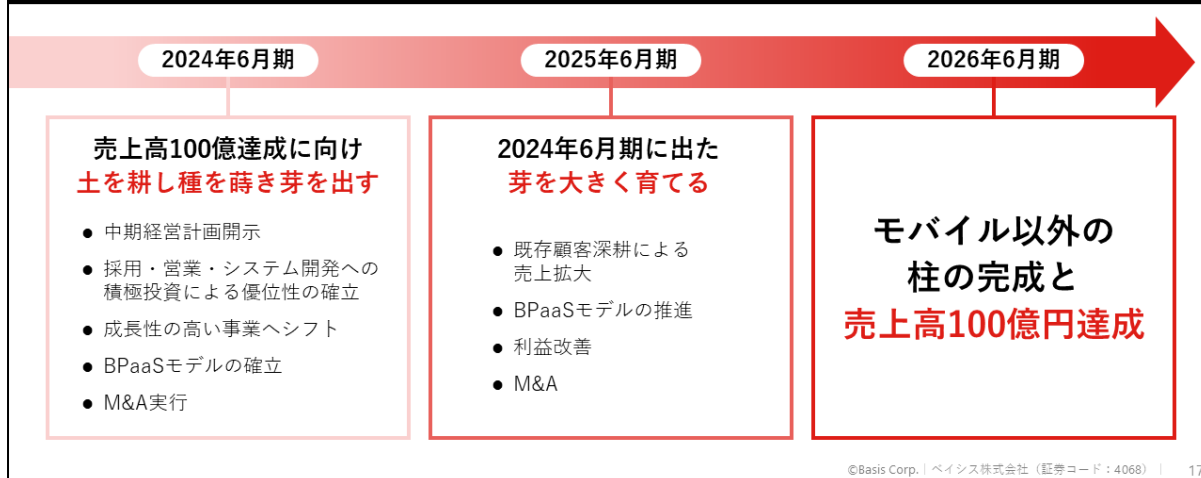 2024年6月期
2025年6月期
2026年6月期
売上高100億達成に向け
土を耕し種を蒔き芽を出す
● 中期経営計画開示
● 採用・営業・システム開発への
積極投資による優位性の確立
● 成長性の高い事業へシフト
● BPaaSモデルの確立
● M&A実行
2024年6月期に出た
芽を大きく育てる
● 既存顧客深耕による
売上拡大
● BPaaSモデルの推進
● 利益改善
● M&A
モバイル以外の
柱の完成と
売上高100億円達成
©Basis Corp.｜ベイシス株式会社（証券コード：4068）｜ 17